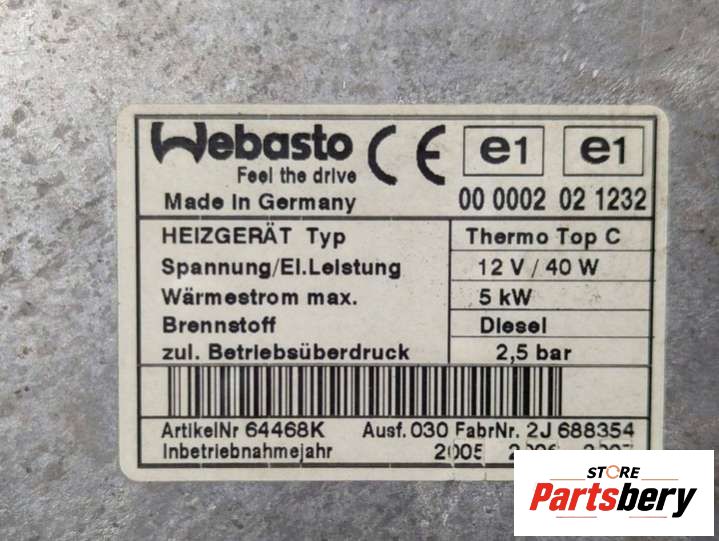 Webasto
Feel the drive
Made in Germany
CE
e1 e1
00 0002 02 1232
HEIZGERÄT Typ Thermo Top C
Spannung/El.Leistung 12 V / 40 W
Wärmestrom max. 5 kW
Brennstoff Diesel
zul. Betriebsüberdruck 2,5 bar
ArtikelNr 64468K Ausf. 030 FabrNr. 2J 688354
Inbetriebnahmejahr 2005
STORE
Partsbery